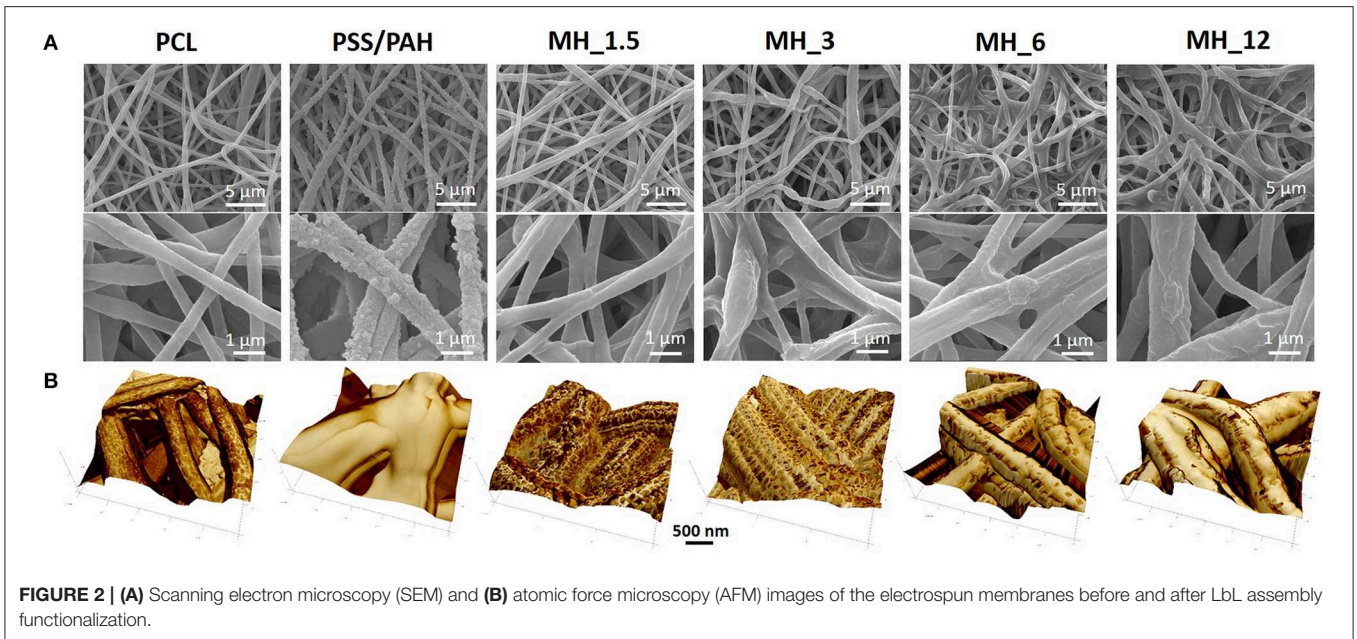 A
PCL PSS/PAH MH_1.5 MH_3 MH_6 MH_12
5 µm 5 µm 5 µm 5 µm 5 µm 5 µm
1 µm 1 µm 1 µm 1 µm 1 µm 1 µm
B
500 nm
FIGURE 2 | (A) Scanning electron microscopy (SEM) and (B) atomic force microscopy (AFM) images of the electrospun membranes before and after LbL assembly
functionalization.